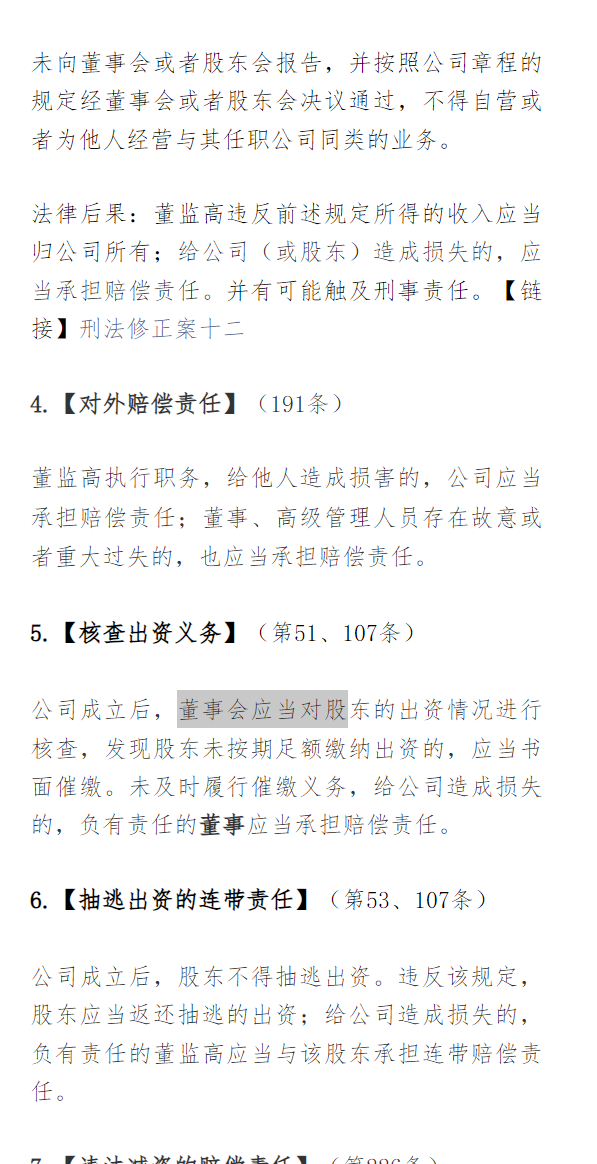 未向董事会或者股东会报告，并按照公司章程的
规定经董事会或者股东会决议通过，不得自营或
者为他人经营与其任职公司同类的业务。
法律后果：董监高违反前述规定所得的收入应当
归公司所有；给公司（或股东）造成损失的，应
当承担赔偿责任。并有可能触及刑事责任。【链
接】刑法修正案十二
4.【对外赔偿责任】（191条）
董监高执行职务，给他人造成损害的，公司应当
承担赔偿责任；董事、高级管理人员存在故意或
者重大过失的，也应当承担赔偿责任。
5.【核查出资义务】（第51、107条）
公司成立后，董事会应当对股东的出资情况进行
核查，发现股东未按期足额缴纳出资的，应当书
面催缴。未及时履行催缴义务，给公司造成损失
的，负有责任的董事应当承担赔偿责任。
6.【抽逃出资的连带责任】（第53、107条）
公司成立后，股东不得抽逃出资。违反该规定，
股东应当返还抽逃的出资；给公司造成损失的，
负有责任的董监高应当与该股东承担连带赔偿责
任。
7.【违法减资的赔偿责任】（第226条）